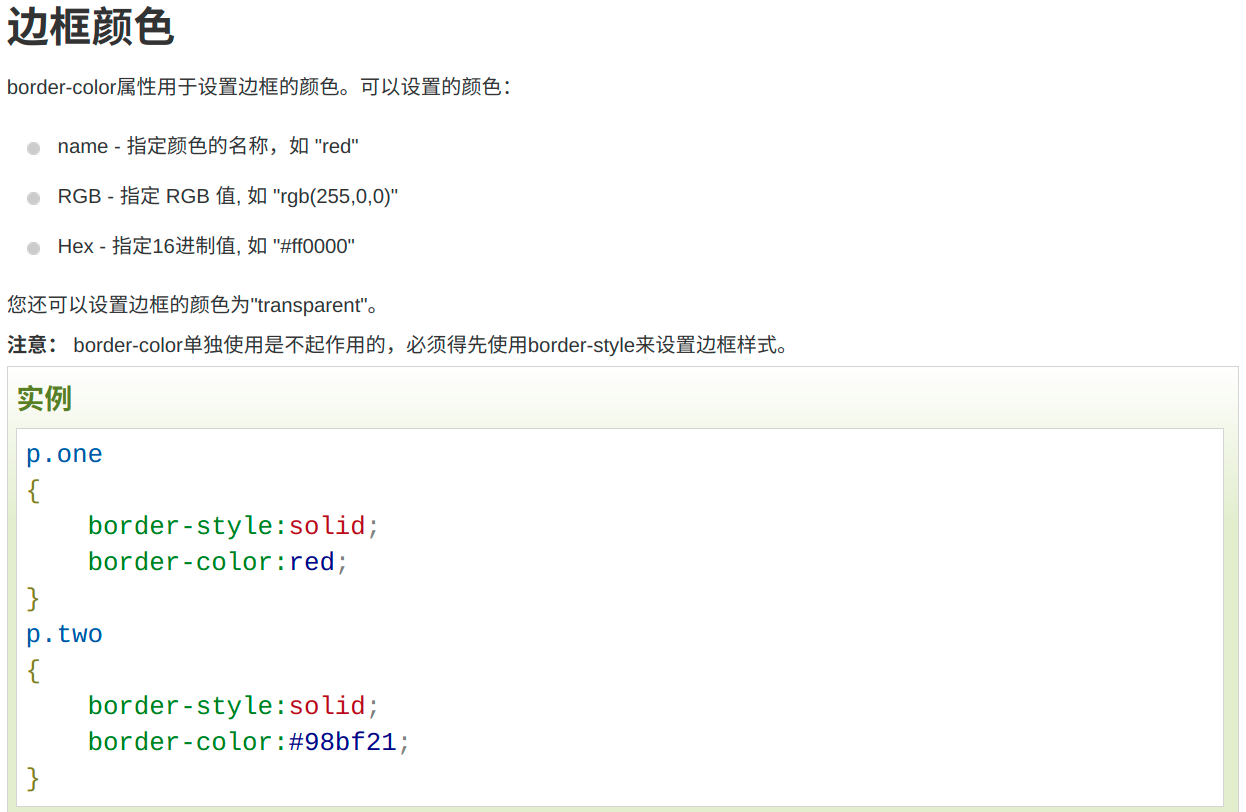 边框颜色
border-color属性用于设置边框的颜色。可以设置的颜色：
name - 指定颜色的名称，如 "red"
RGB - 指定 RGB 值, 如 "rgb(255,0,0)"
Hex - 指定16进制值, 如 "#ff0000"
您还可以设置边框的颜色为"transparent"。
注意： border-color单独使用是不起作用的，必须得先使用border-style来设置边框样式。
实例
p.one
{
    border-style:solid;
    border-color:red;
}
p.two
{
    border-style:solid;
    border-color:#98bf21;
}